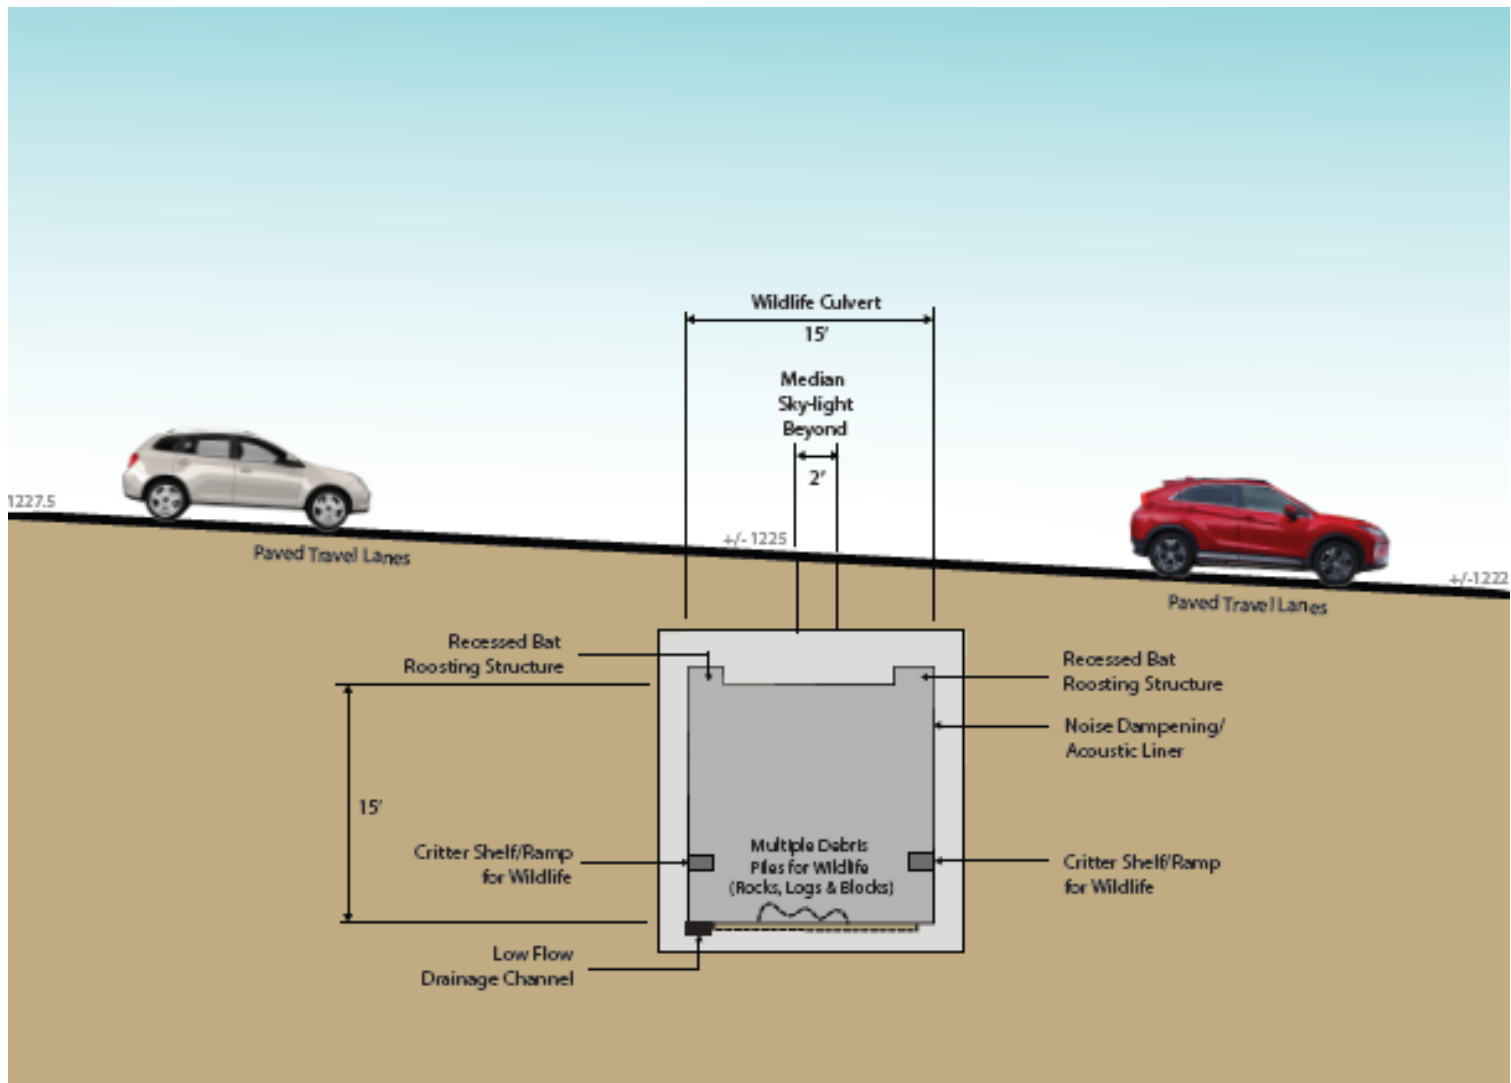 Wildlife Culvert
15'
Median
Sky-light
Beyond
2'
1227.5
+/- 1225
+/-1222
Paved Travel Lanes
Paved Travel Lanes
Recessed Bat
Roosting Structure
Recessed Bat
Roosting Structure
Noise Dampening/
Acoustic Liner
15'
Critter Shelf/Ramp
for Wildlife
Multiple Debris
Piles for Wildlife
(Rocks, Logs & Blocks)
Critter Shelf/Ramp
for Wildlife
Low Flow
Drainage Channel